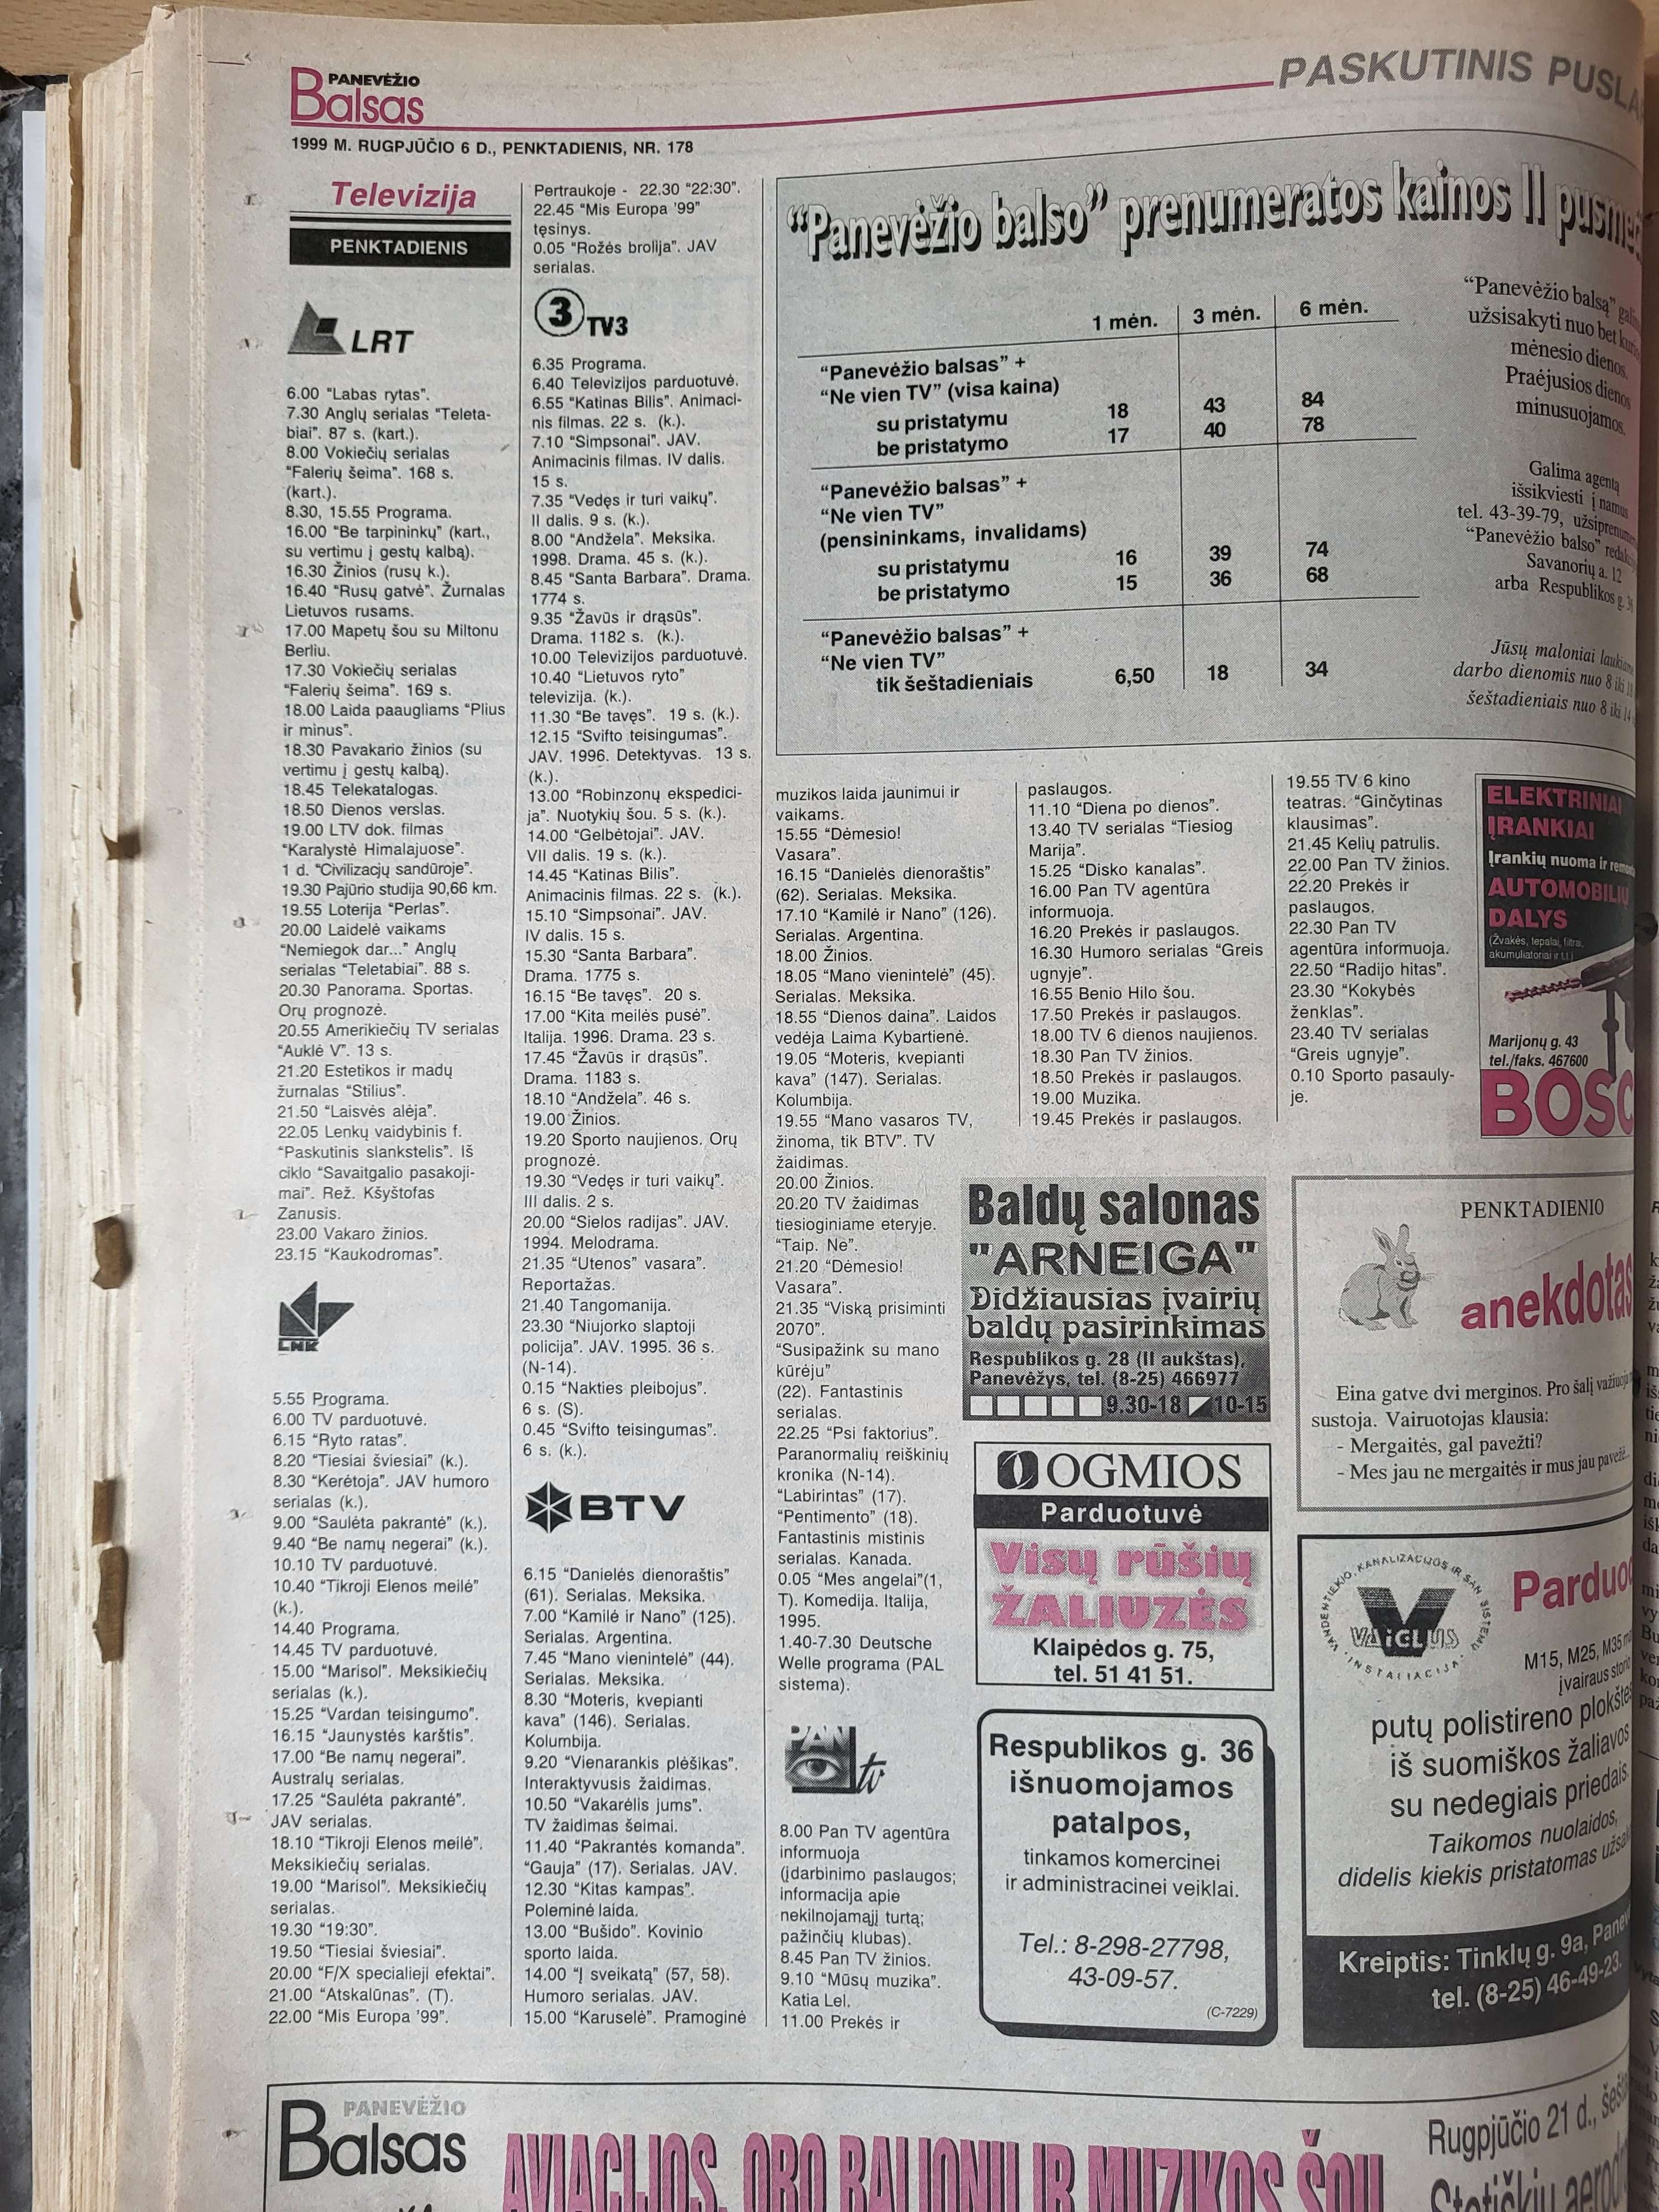 PANEVĖŽIO
Balsas
PASKUTINIS
1999 M. RUGPJŪČIO 6 D., PENKTADIENIS, NR. 178
Televizija
PENKTADIENIS
LRT
6.00 “Labas rytas”.
7.30 Anglų serialas “Teleta-
biai”. 87 s. (kart.).
8.00 Vokiečių serialas
“Falerių šeima”. 168 s.
(kart.).
8.30, 15.55 Programa.
16.00 “Be tarpininkų” (kart.,
su vertimu į gestų kalbą).
16.30 Žinios (rusų k.).
16.40 “Rusų gatvė”. Žurnalas
Lietuvos rusams.
17.00 Mapetų šou su Miltonu
Berliu.
17.30 Vokiečių serialas
“Falerių šeima”. 169 s.
18.00 Laida paaugliams “Plius
ir minus”.
18.30 Pavakario žinios (su
vertimu į gestų kalbą).
18.45 Telekatalogas.
18.50 Dienos verslas.
19.00 LTV dok. filmas
“Karalystė Himalajuose”.
1 d. “Civilizacjų sandūroje”.
19.30 Pajūrio studija 90,66 km.
19.55 Loterija “Perlas”.
20.00 Laidelė vaikams
“Nemiegok dar...” Anglų
serialas “Teletabiai”. 88 s.
20.30 Panorama. Sportas.
Orų prognozė.
20.55 Amerikiečių TV serialas
“Auklė V”. 13 s.
21.20 Estetikos ir madų
žurnalas “Stilius”.
21.50 “Laisvės alėja”.
22.05 Lenkų vaidybinis f.
“Paskutinis slankstelis”. Iš
ciklo “Savaitgalio pasakoji-
mai”. Rež. Kšyštofas
Zanusis.
23.00 Vakaro žinios.
23.15 “Kaukodromas”.
LNK
5.55 Programa.
6.00 TV parduotuvė.
6.15 “Ryto ratas”.
8.20 “Tiesiai šviesiai” (k.).
8.30 “Kerėtoja”. JAV humoro
serialas (k.).
9.00 “Saulėta pakrantė” (k.).
9.40 “Be namų negerai” (k.).
10.10 TV parduotuvė.
10.40 “Tikroji Elenos meilė”
(k.).
14.40 Programa.
14.45 TV parduotuvė.
15.00 “Marisol”. Meksikiečių
serialas (k.).
15.25 “Vardan teisingumo”.
16.15 “Jaunystės karštis”.
17.00 “Be namų negerai”.
Australų serialas.
17.25 “Saulėta pakrantė”.
JAV serialas.
18.10 “Tikroji Elenos meilė”.
Meksikiečių serialas.
19.00 “Marisol”. Meksikiečių
serialas.
19.30 “19:30”.
19.50 “Tiesiai šviesiai”.
20.00 “F/X specialieji efektai”.
21.00 “Atskalūnas”. (T).
22.00 “Mis Europa ’99”.
Pertraukoje - 22.30 “22:30”.
22.45 “Mis Europa ’99”
tęsinys.
0.05 “Rožės brolija”. JAV
serialas.
3 TV3
6.35 Programa.
6.40 Televizijos parduotuvė.
6.55 “Katinas Bilis”. Animaci-
nis filmas. 22 s. (k.).
7.10 “Simpsonai”. JAV.
Animacinis filmas. IV dalis.
15 s.
7.35 “Vedęs ir turi vaikų”.
II dalis. 9 s. (k.).
8.00 “Andžela”. Meksika.
1998. Drama. 45 s. (k.).
8.45 “Santa Barbara”. Drama.
1774 s.
9.35 “Žavūs ir drąsūs”.
Drama. 1182 s. (k.).
10.00 Televizijos parduotuvė.
10.40 “Lietuvos ryto”
televizija. (k.).
11.30 “Be tavęs”. 19 s. (k.).
12.15 “Svifto teisingumas”.
JAV. 1996. Detektyvas. 13 s.
(k.).
13.00 “Robinzonų ekspedici-
ja”. Nuotykių šou. 5 s. (k.).
14.00 “Gelbėtojai”. JAV.
VII dalis. 19 s. (k.).
14.45 “Katinas Bilis”.
Animacinis filmas. 22 s. (k.).
15.10 “Simpsonai”. JAV.
IV dalis. 15 s.
15.30 “Santa Barbara”.
Drama. 1775 s.
16.15 “Be tavęs”. 20 s.
17.00 “Kita meilės pusė”.
Italija. 1996. Drama. 23 s.
17.45 “Žavūs ir drąsūs”.
Drama. 1183 s.
18.10 “Andžela”. 46 s.
19.00 Žinios.
19.20 Sporto naujienos. Orų
prognozė.
19.30 “Vedęs ir turi vaikų”.
III dalis. 2 s.
20.00 “Sielos radijas”. JAV.
1994. Melodrama.
21.35 “Utenos” vasara”.
Reportažas.
21.40 Tangomanija.
23.30 “Niujorko slaptoji
policija”. JAV. 1995. 36 s.
(N-14).
0.15 “Nakties pleibojus”.
6 s. (S).
0.45 “Svifto teisingumas”.
6 s. (k.).
BTV
6.15 “Danielės dienoraštis”
(61). Serialas. Meksika.
7.00 “Kamilė ir Nano” (125).
Serialas. Argentina.
7.45 “Mano vienintelė” (44).
Serialas. Meksika.
8.30 “Moteris, kvepianti
kava” (146). Serialas.
Kolumbija.
9.20 “Vienarankis plėšikas”.
Interaktyvusis žaidimas.
10.50 “Vakarėlis jums”.
TV žaidimas šeimai.
11.40 “Pakrantės komanda”.
“Gauja” (17). Serialas. JAV.
12.30 “Kitas kampas”.
Poleminė laida.
13.00 “Bušido”. Kovinio
sporto laida.
14.00 “Į sveikatą” (57, 58).
Humoro serialas. JAV.
15.00 “Karuselė”. Pramoginė
“Panevėžio balso” prenumeratos kainos II
1 mėn. 3 mėn. 6 mėn.
“Panevėžio balsas” +
“Ne vien TV” (visa kaina)
su pristatymu 18 43 84
be pristatymo 17 40 78
“Panevėžio balsas” +
“Ne vien TV”
(pensininkams, invalidams)
su pristatymu 16 39 74
be pristatymo 15 36 68
“Panevėžio balsas” +
“Ne vien TV”
tik šeštadieniais 6,50 18 34
“Panevėžio balsą”
užsisakyti nuo bet
mėnesio dienos.
Praėjusios dienos
minusuojamos.
Galima agentą
išsikviesti į namus
tel. 43-39-79,
“Panevėžio balso”
Savanorių a. 12
arba Respublikos g.
Jūsų maloniai
darbo dienomis nuo 8 iki
šeštadieniais nuo 8 iki 14
muzikos laida jaunimui ir
vaikams.
15.55 “Dėmesio!
Vasara”.
16.15 “Danielės dienoraštis”
(62). Serialas. Meksika.
17.10 “Kamilė ir Nano” (126).
Serialas. Argentina.
18.00 Žinios.
18.05 “Mano vienintelė” (45).
Serialas. Meksika.
18.55 “Dienos daina”. Laidos
vedėja Laima Kybartienė.
19.05 “Moteris, kvepianti
kava” (147). Serialas.
Kolumbija.
19.55 “Mano vasaros TV,
žinoma, tik BTV”. TV
žaidimas.
20.00 Žinios.
20.20 TV žaidimas
tiesioginiame eteryje.
“Taip. Ne”.
21.20 “Dėmesio!
Vasara”.
21.35 “Viską prisiminti
2070”.
“Susipažink su mano
kūrėju”
(22). Fantastinis
serialas.
22.25 “Psi faktorius”.
Paranormalių reiškinių
kronika (N-14).
“Labirintas” (17).
“Pentimento” (18).
Fantastinis mistinis
serialas. Kanada.
0.05 “Mes angelai”(1,
T). Komedija. Italija,
1995.
1.40-7.30 Deutsche
Welle programa (PAL
sistema).
PAN tv
8.00 Pan TV agentūra
informuoja
(įdarbinimo paslaugos;
informacija apie
nekilnojamąjį turtą;
pažinčių klubas).
8.45 Pan TV žinios.
9.10 “Mūsų muzika”.
Katia Lel.
11.00 Prekės ir
paslaugos.
11.10 “Diena po dienos”.
13.40 TV serialas “Tiesiog
Marija”.
15.25 “Disko kanalas”.
16.00 Pan TV agentūra
informuoja.
16.20 Prekės ir paslaugos.
16.30 Humoro serialas “Greis
ugnyje”.
16.55 Benio Hilo šou.
17.50 Prekės ir paslaugos.
18.00 TV 6 dienos naujienos.
18.30 Pan TV žinios.
18.50 Prekės ir paslaugos.
19.00 Muzika.
19.45 Prekės ir paslaugos.
19.55 TV 6 kino
teatras. “Ginčytinas
klausimas”.
21.45 Kelių patrulis.
22.00 Pan TV žinios.
22.20 Prekės ir
paslaugos.
22.30 Pan TV
agentūra informuoja.
22.50 “Radijo hitas”.
23.30 “Kokybės
ženklas”.
23.40 TV serialas
“Greis ugnyje”.
0.10 Sporto pasauly-
je.
ELEKTRINIAI
ĮRANKIAI
Įrankių nuoma ir
AUTOMOBILIŲ
DALYS
(Žvakės, tepalai, filtrai,
akumuliatoriai ir t.t.)
Marijonų g. 43
tel./faks. 467600
BOSC
Baldų salonas
"ARNEIGA"
Didžiausias įvairių
baldų pasirinkimas
Respublikos g. 28 (II aukštas),
Panevėžys, tel. (8-25) 466977
9.30-18 10-15
OGMIOS
Parduotuvė
Visų rūšių
ŽALIUZĖS
Klaipėdos g. 75,
tel. 51 41 51.
Respublikos g. 36
išnuomojamos
patalpos,
tinkamos komercinei
ir administracinei veiklai.
Tel.: 8-298-27798,
43-09-57.
(C-7229)
PENKTADIENIO
anekdotas
Eina gatve dvi merginos. Pro šalį
sustoja. Vairuotojas klausia:
- Mergaitės, gal pavežti?
- Mes jau ne mergaitės ir mus jau pavežė...
VANDENTIEKIO, KANALIZACIJOS IR SAN. SISTEMŲ INSTALIACIJA
VAIGLUS
M15, M25, M35
įvairaus storio
putų polistireno plokštes
iš suomiškos žaliavos
su nedegiais priedais.
Taikomos nuolaidos,
didelis kiekis pristatomas
Kreiptis: Tinklų g. 9a,
tel. (8-25) 46-49-23.
PANEVĖŽIO
Balsas
AVIACIJOS, ORO BALIONŲ IR MUZIKOS ŠOU
Rugpjūčio 21 d.,